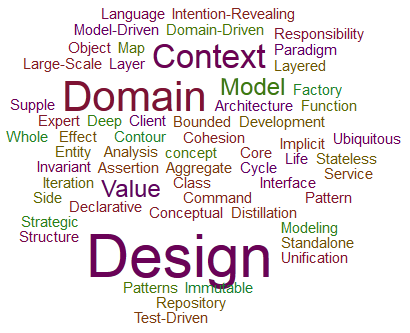 Language Intention-Revealing
Model-Driven Domain-Driven Responsibility
Object Map Context Paradigm
Large-Scale Layer Layered
Domain Model Factory
Supple Architecture Function
Expert Deep Client Bounded Development
Whole Effect Contour Cohesion Implicit Ubiquitous
Entity Analysis concept Core Life Stateless
Invariant Assertion Aggregate Cycle Service
Iteration Value Class Interface
Side Command Pattern
Declarative Conceptual Distillation
Strategic Modeling
Structure Design Standalone
Unification
Patterns Immutable
Repository
Test-Driven